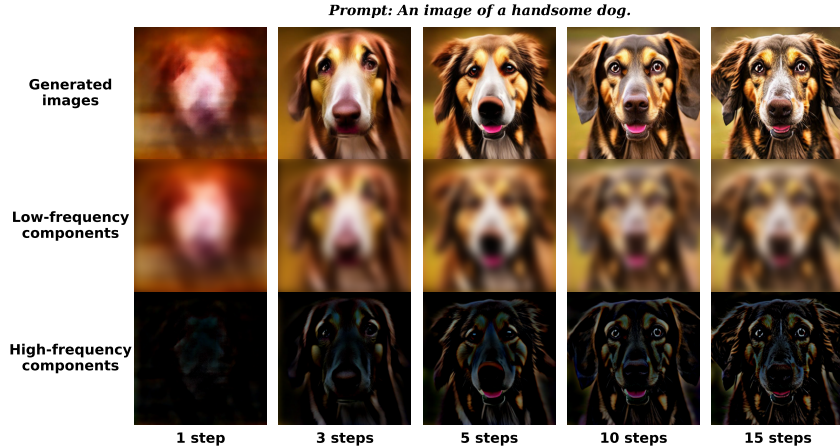 Prompt: An image of a handsome dog.
Generated
images
Low-frequency
components
High-frequency
components
1 step
3 steps
5 steps
10 steps
15 steps